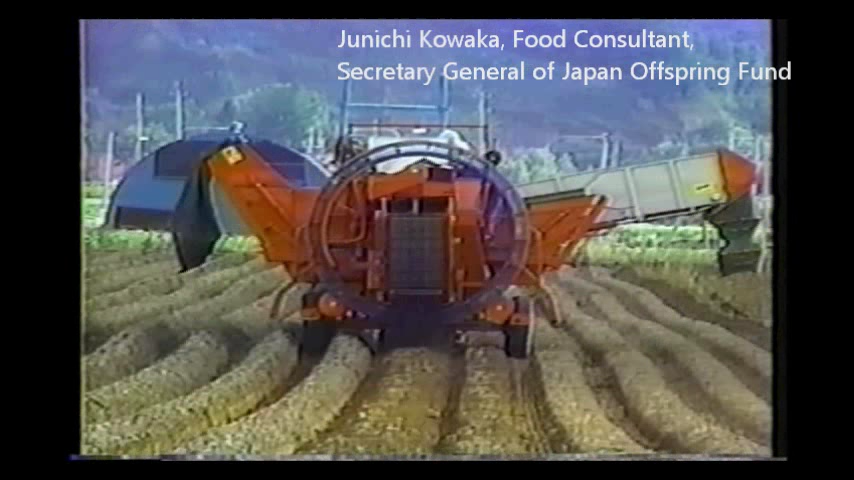 Junichi Kowaka, Food Consultant,
Secretary General of Japan Offspring Fund